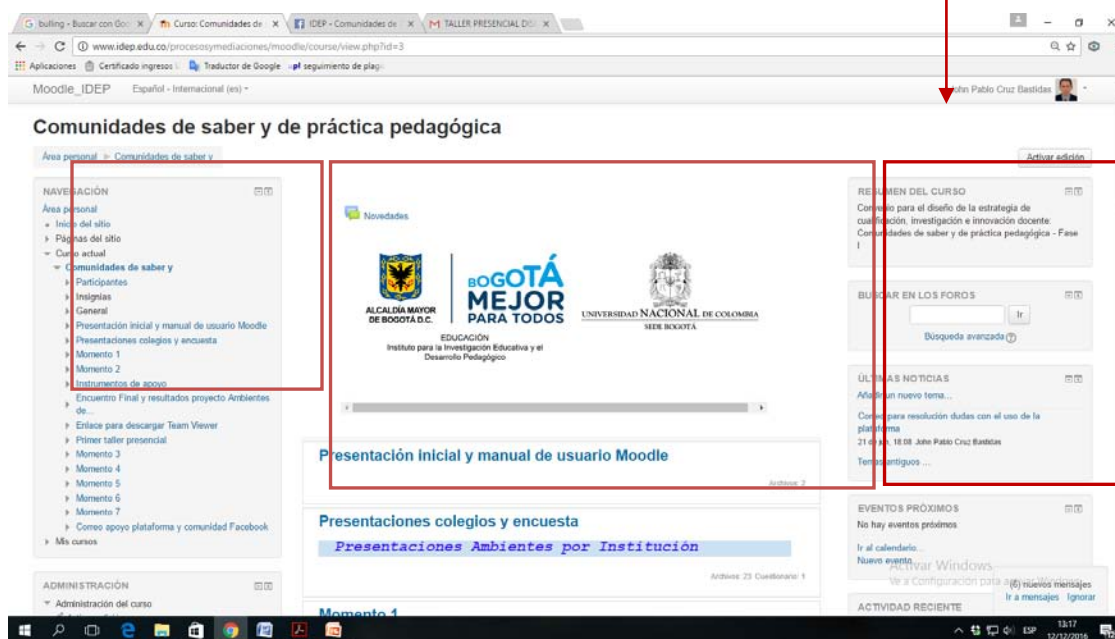 bulling - Buscar con Goo
Curso: Comunidades de
IDEP - Comunidades de
TALLER PRESENCIAL DIS
www.idep.edu.co/procesosymediaciones/moodle/course/view.php?id=3
Aplicaciones
Certificado ingresos
Traductor de Google
seguimiento de plag
Moodle_IDEP
Español - Internacional (es)
John Pablo Cruz Bastidas
Comunidades de saber y de práctica pedagógica
Área personal
Comunidades de saber y
Activar edición
NAVEGACIÓN
Área personal
Inicio del sitio
Páginas del sitio
Curso actual
Comunidades de saber y
Participantes
Insignias
General
Presentación inicial y manual de usuario Moodle
Presentaciones colegios y encuesta
Momento 1
Momento 2
Instrumentos de apoyo
Encuentro Final y resultados proyecto Ambientes
de...
Enlace para descargar Team Viewer
Primer taller presencial
Momento 3
Momento 4
Momento 5
Momento 6
Momento 7
Correo apoyo plataforma y comunidad Facebook
Mis cursos
ADMINISTRACIÓN
Administración del curso
Novedades
ALCALDÍA MAYOR
DE BOGOTÁ D.C.
BOGOTÁ
MEJOR
PARA TODOS
EDUCACIÓN
Instituto para la Investigación Educativa y el
Desarrollo Pedagógico
UNIVERSIDAD NACIONAL DE COLOMBIA
SEDE BOGOTÁ
Presentación inicial y manual de usuario Moodle
Archivos: 2
Presentaciones colegios y encuesta
Presentaciones Ambientes por Institución
Archivos: 23 Cuestionario: 1
Momento 1
RESUMEN DEL CURSO
Convenio para el diseño de la estrategia de
cualificación, investigación e innovación docente:
Comunidades de saber y de práctica pedagógica - Fase
I
BUSCAR EN LOS FOROS
Ir
Búsqueda avanzada
ÚLTIMAS NOTICIAS
Añadir un nuevo tema...
Correo para resolución dudas con el uso de la
plataforma
21 de jun, 18:08 John Pablo Cruz Bastidas
Temas antiguos ...
EVENTOS PRÓXIMOS
No hay eventos próximos
Ir al calendario...
Nuevo evento...
Activar Windows
Ve a Configuración para
(6) nuevos mensajes
Ir a mensajes Ignorar
ACTIVIDAD RECIENTE
ESP
13:17
12/12/2016